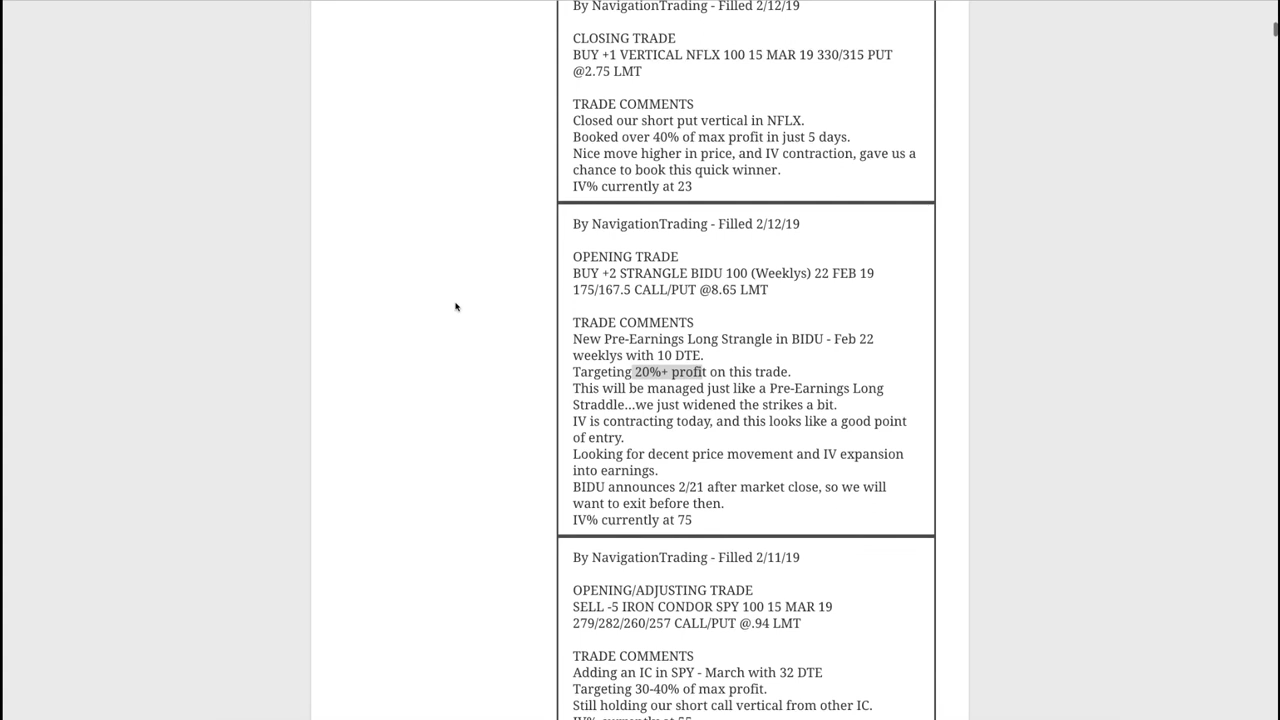 By NavigationTrading - Filled 2/12/19
CLOSING TRADE
BUY +1 VERTICAL NFLX 100 15 MAR 19 330/315 PUT
@2.75 LMT
TRADE COMMENTS
Closed our short put vertical in NFLX.
Booked over 40% of max profit in just 5 days.
Nice move higher in price, and IV contraction, gave us a
chance to book this quick winner.
IV% currently at 23
By NavigationTrading - Filled 2/12/19
OPENING TRADE
BUY +2 STRANGLE BIDU 100 (Weeklys) 22 FEB 19
175/167.5 CALL/PUT @8.65 LMT
TRADE COMMENTS
New Pre-Earnings Long Strangle in BIDU - Feb 22
weeklys with 10 DTE.
Targeting 20%+ profit on this trade.
This will be managed just like a Pre-Earnings Long
Straddle...we just widened the strikes a bit.
IV is contracting today, and this looks like a good point
of entry.
Looking for decent price movement and IV expansion
into earnings.
BIDU announces 2/21 after market close, so we will
want to exit before then.
IV% currently at 75
By NavigationTrading - Filled 2/11/19
OPENING/ADJUSTING TRADE
SELL -5 IRON CONDOR SPY 100 15 MAR 19
279/282/260/257 CALL/PUT @.94 LMT
TRADE COMMENTS
Adding an IC in SPY - March with 32 DTE
Targeting 30-40% of max profit.
Still holding our short call vertical from other IC.
IV% currently at 55